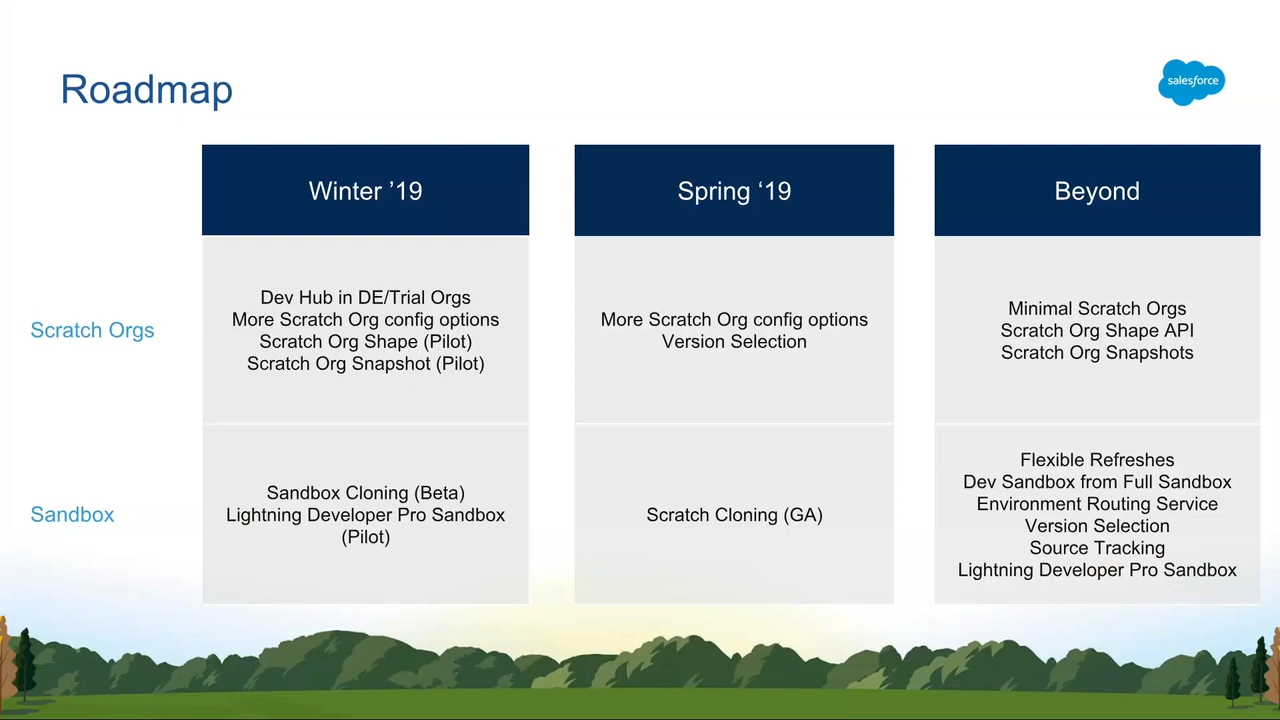 Roadmap
salesforce
Winter ’19
Spring ‘19
Beyond
Scratch Orgs
Dev Hub in DE/Trial Orgs
More Scratch Org config options
Scratch Org Shape (Pilot)
Scratch Org Snapshot (Pilot)
More Scratch Org config options
Version Selection
Minimal Scratch Orgs
Scratch Org Shape API
Scratch Org Snapshots
Sandbox
Sandbox Cloning (Beta)
Lightning Developer Pro Sandbox
(Pilot)
Scratch Cloning (GA)
Flexible Refreshes
Dev Sandbox from Full Sandbox
Environment Routing Service
Version Selection
Source Tracking
Lightning Developer Pro Sandbox